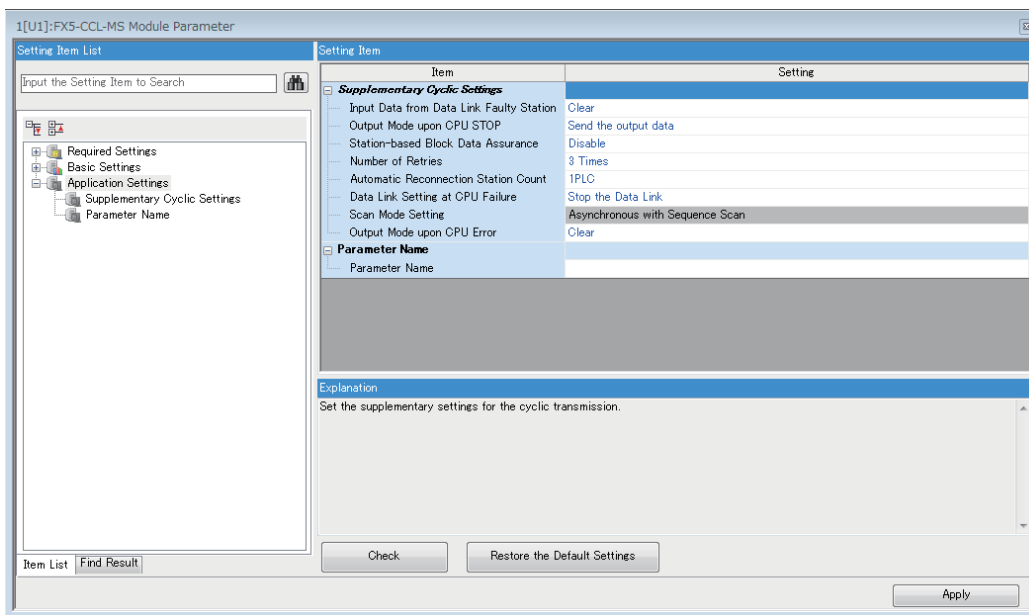 1[U1]:FX5-CCL-MS Module Parameter
Setting Item List
Input the Setting Item to Search
Required Settings
Basic Settings
Application Settings
Supplementary Cyclic Settings
Parameter Name
Item List
Find Result
Setting Item
Item Setting
Supplementary Cyclic Settings
Input Data from Data Link Faulty Station Clear
Output Mode upon CPU STOP Send the output data
Station-based Block Data Assurance Disable
Number of Retries 3 Times
Automatic Reconnection Station Count 1PLC
Data Link Setting at CPU Failure Stop the Data Link
Scan Mode Setting Asynchronous with Sequence Scan
Output Mode upon CPU Error Clear
Parameter Name
Parameter Name
Explanation
Set the supplementary settings for the cyclic transmission.
Check Restore the Default Settings
Apply